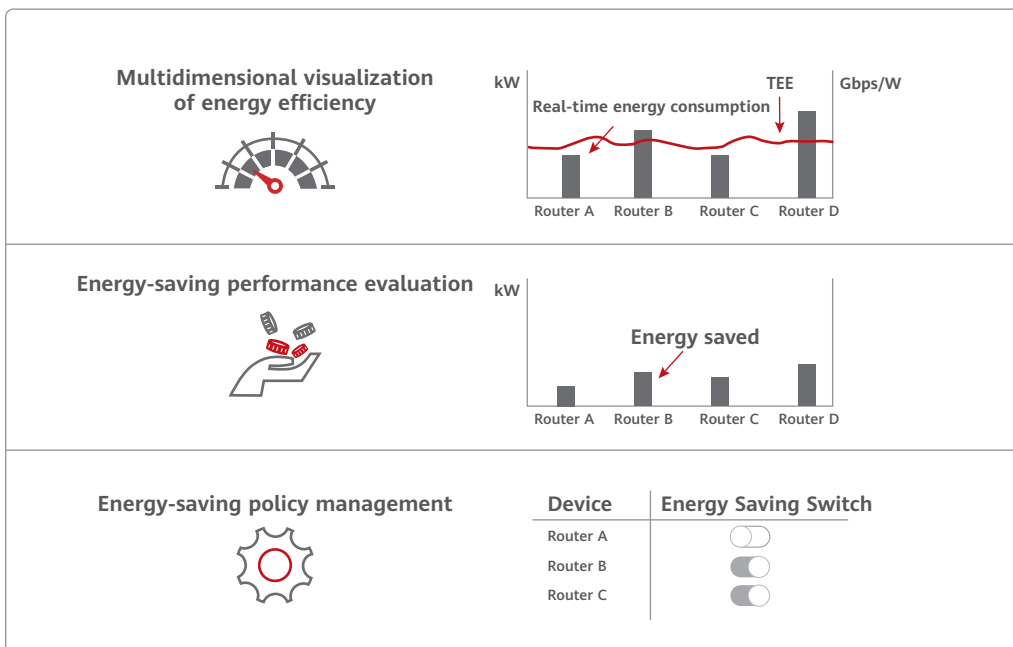 Multidimensional visualization
of energy efficiency
kW
TEE
Gbps/W
Real-time energy consumption
Router A Router B Router C Router D
Energy-saving performance evaluation
kW
Energy saved
Router A Router B Router C Router D
Energy-saving policy management
Device Energy Saving Switch
Router A
Router B
Router C